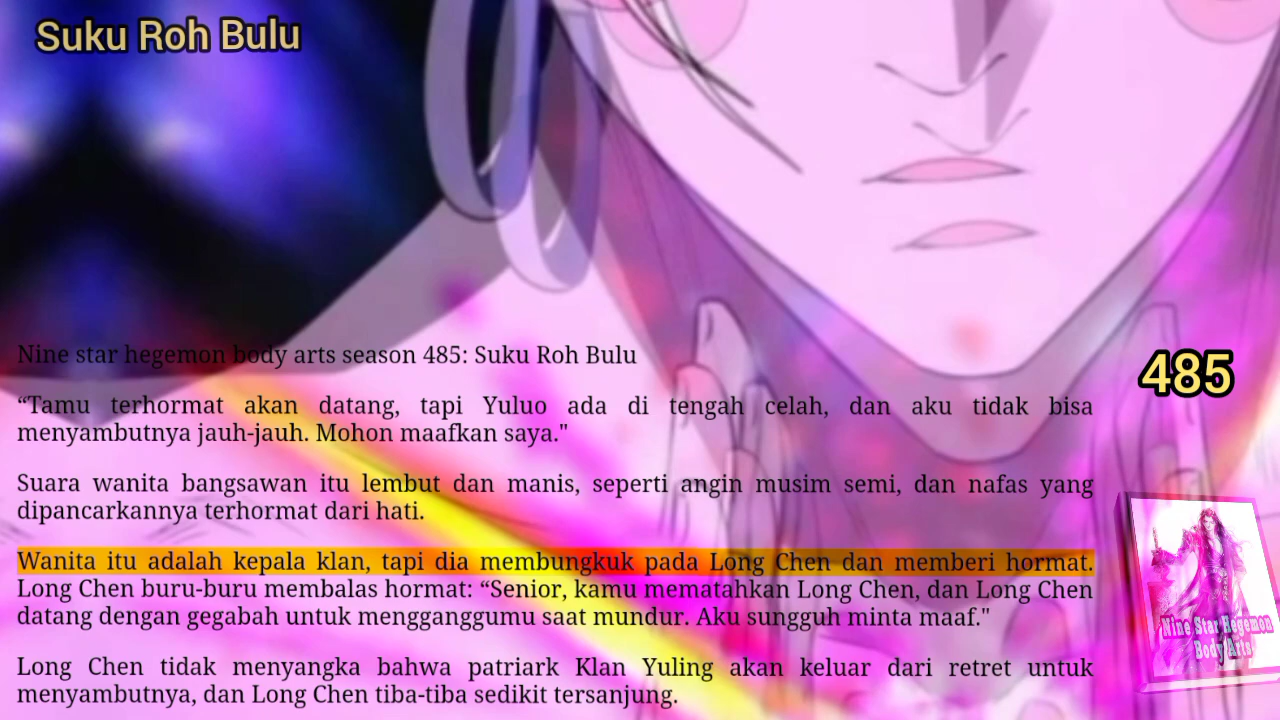 Suku Roh Bulu
Nine star hegemon body arts season 485: Suku Roh Bulu
485
“Tamu terhormat akan datang, tapi Yuluo ada di tengah celah, dan aku tidak bisa
menyambutnya jauh-jauh. Mohon maafkan saya."
Suara wanita bangsawan itu lembut dan manis, seperti angin musim semi, dan nafas yang
dipancarkannya terhormat dari hati.
Wanita itu adalah kepala klan, tapi dia membungkuk pada Long Chen dan memberi hormat.
Long Chen buru-buru membalas hormat: “Senior, kamu mematahkan Long Chen, dan Long Chen
datang dengan gegabah untuk mengganggumu saat mundur. Aku sungguh minta maaf."
Long Chen tidak menyangka bahwa patriark Klan Yuling akan keluar dari retret untuk
menyambutnya, dan Long Chen tiba-tiba sedikit tersanjung.
Nine Star Hegemon
Body Arts